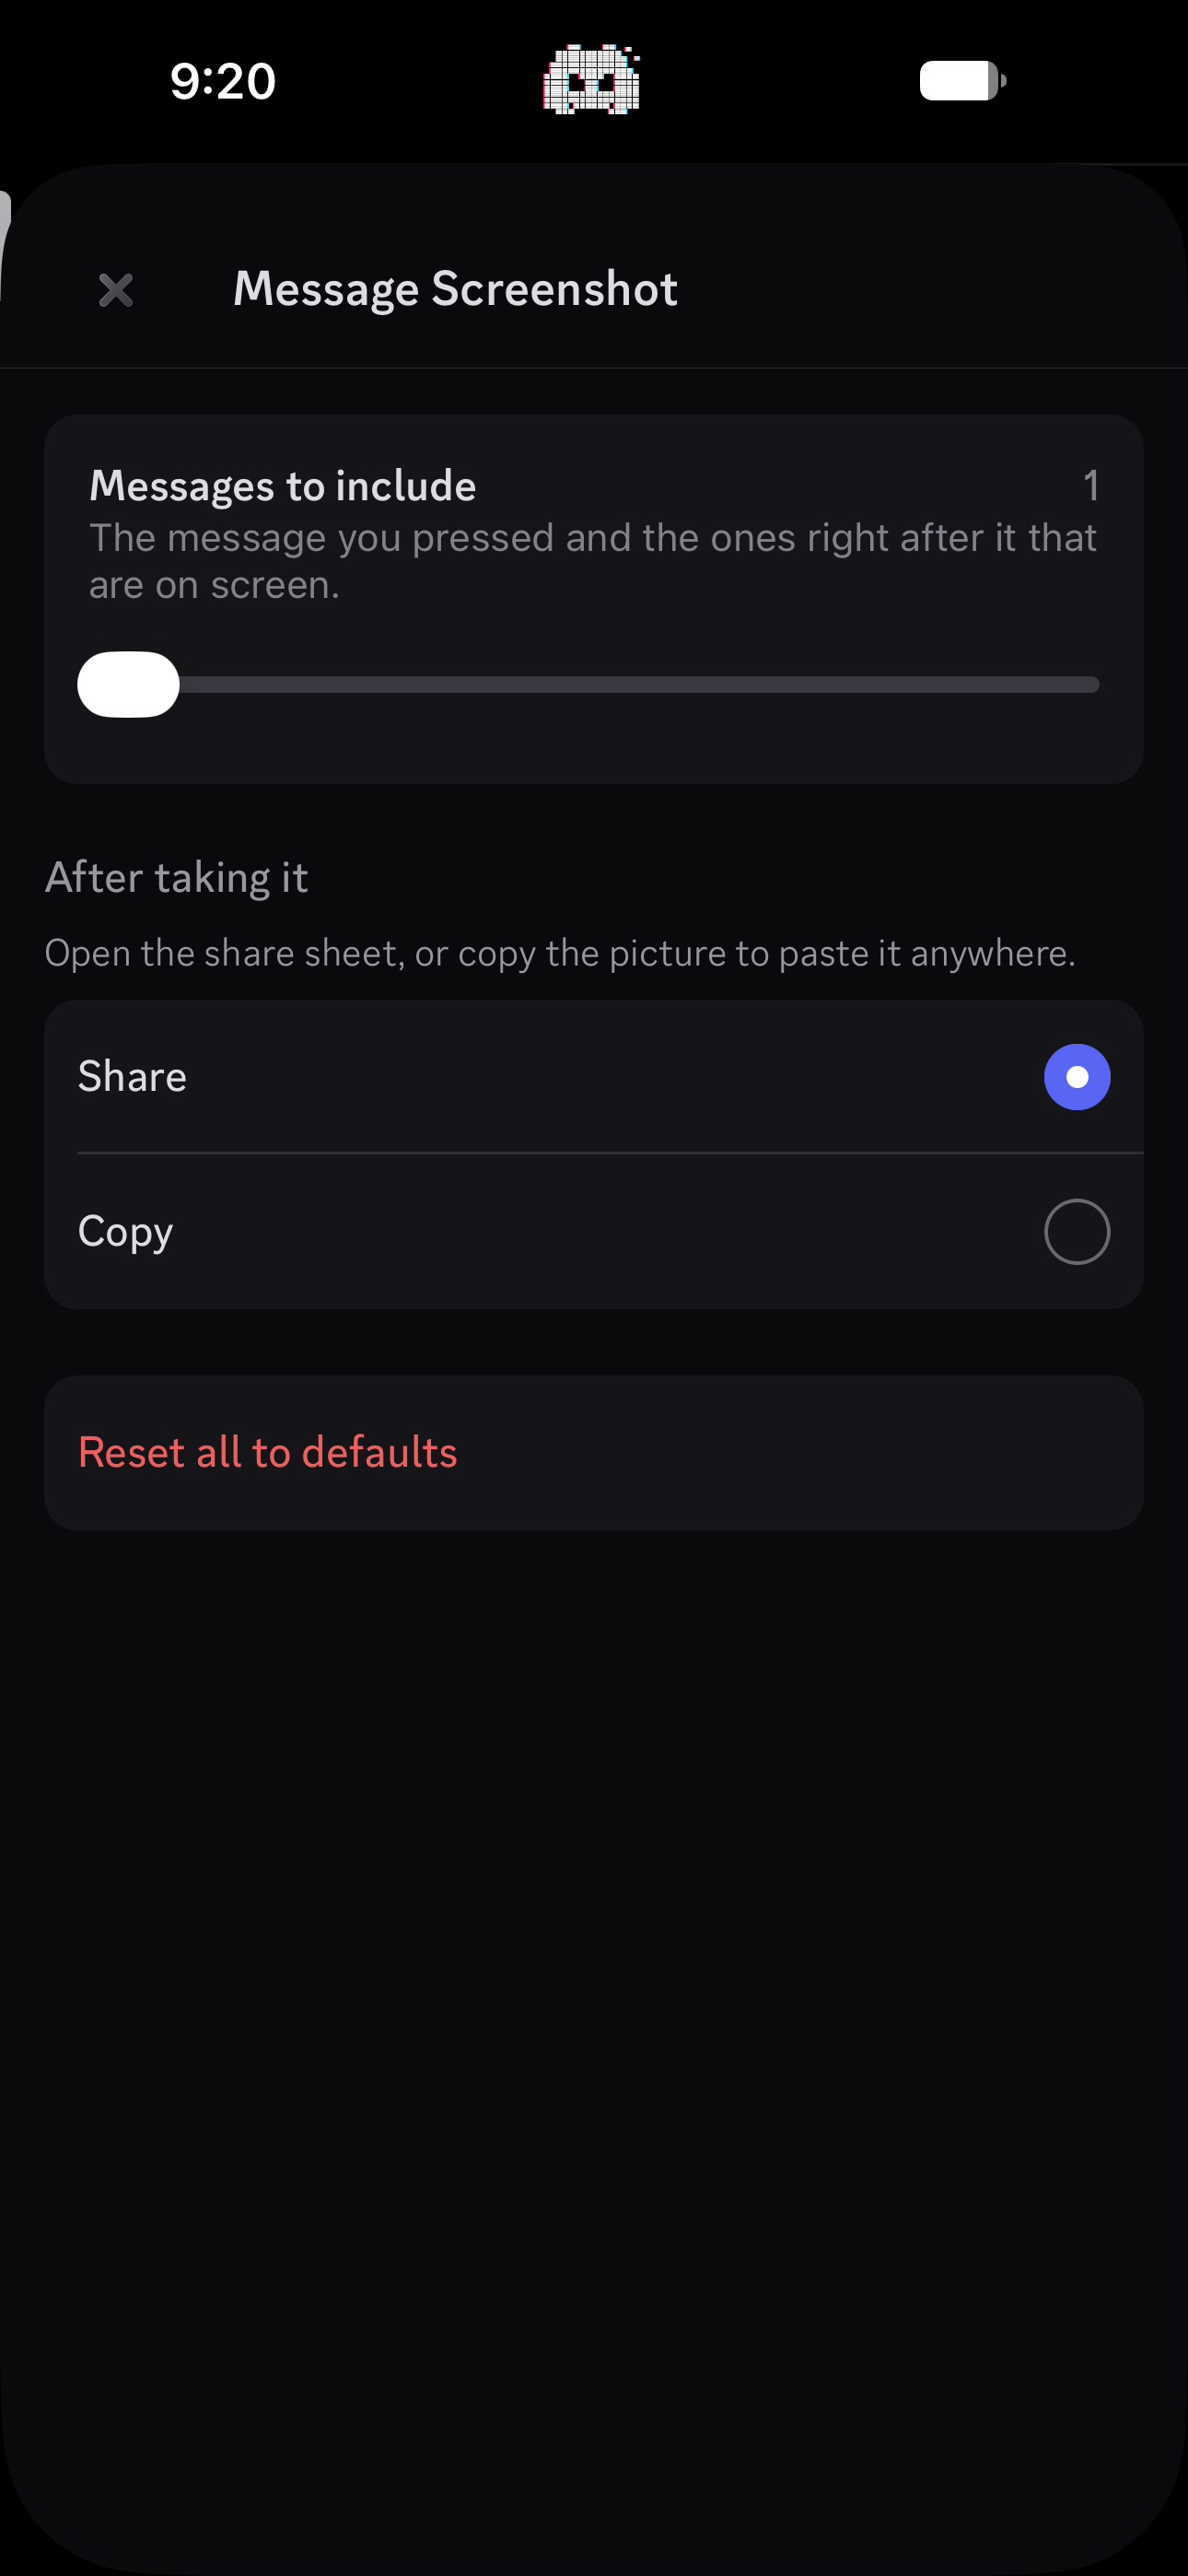 9:20
Message Screenshot
Messages to include 1
The message you pressed and the ones right after it that
are on screen.
After taking it
Open the share sheet, or copy the picture to paste it anywhere.
Share
Copy
Reset all to defaults